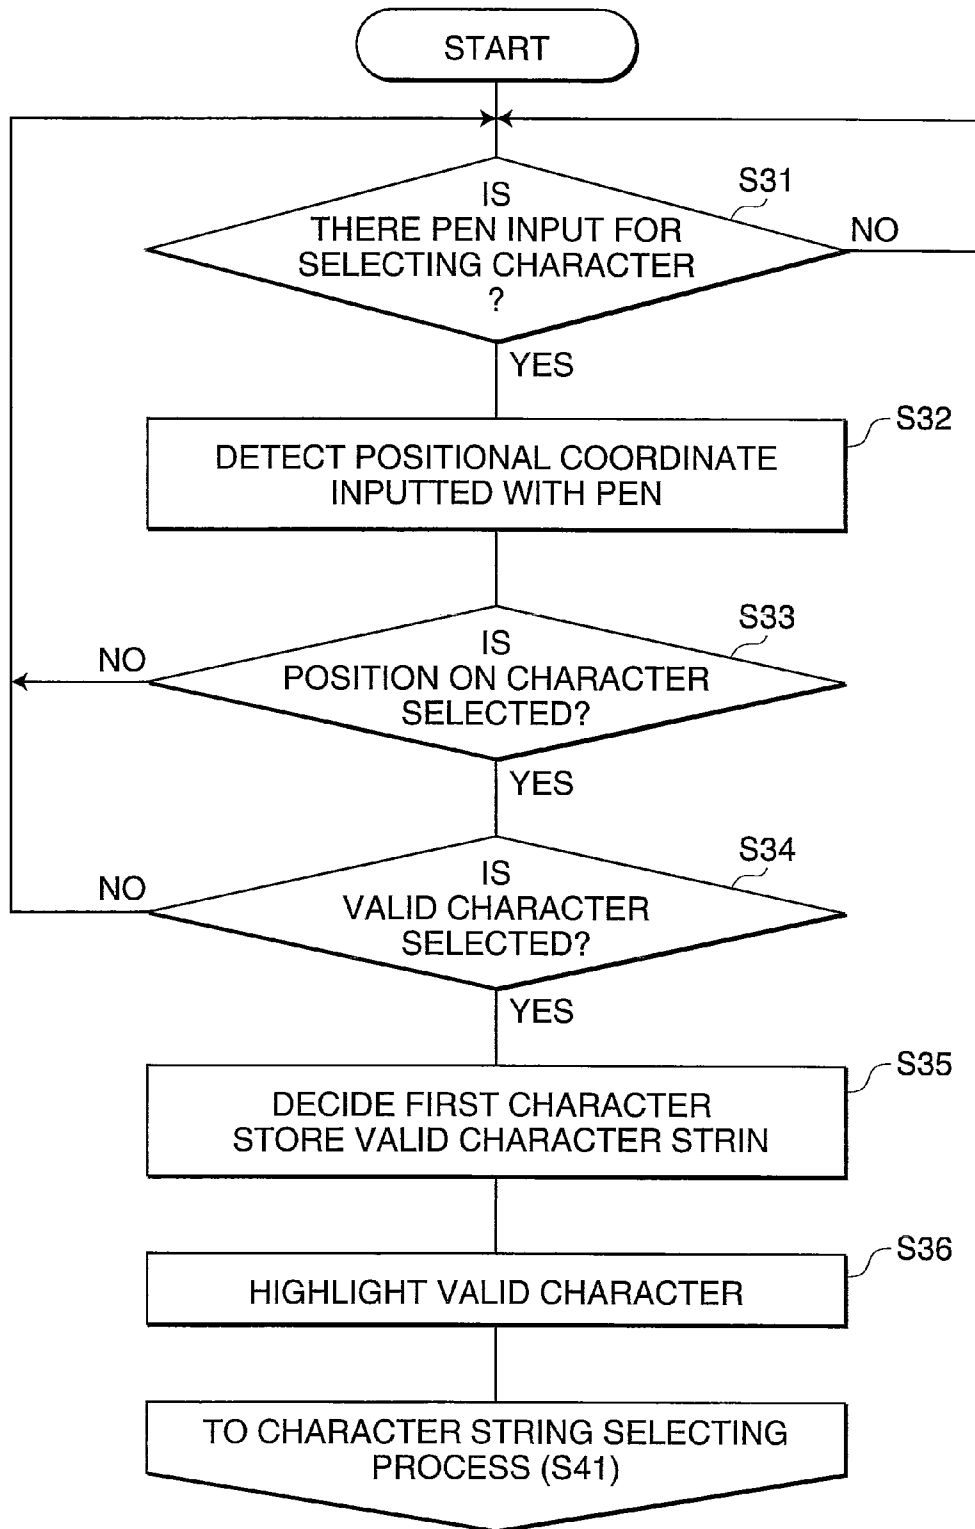 START
S31
IS
THERE PEN INPUT FOR
SELECTING CHARACTER
?
NO
YES
S32
DETECT POSITIONAL COORDINATE
INPUTTED WITH PEN
S33
IS
POSITION ON CHARACTER
SELECTED?
NO
YES
S34
IS
VALID CHARACTER
SELECTED?
NO
YES
S35
DECIDE FIRST CHARACTER
STORE VALID CHARACTER STRIN
S36
HIGHLIGHT VALID CHARACTER
TO CHARACTER STRING SELECTING
PROCESS (S41)